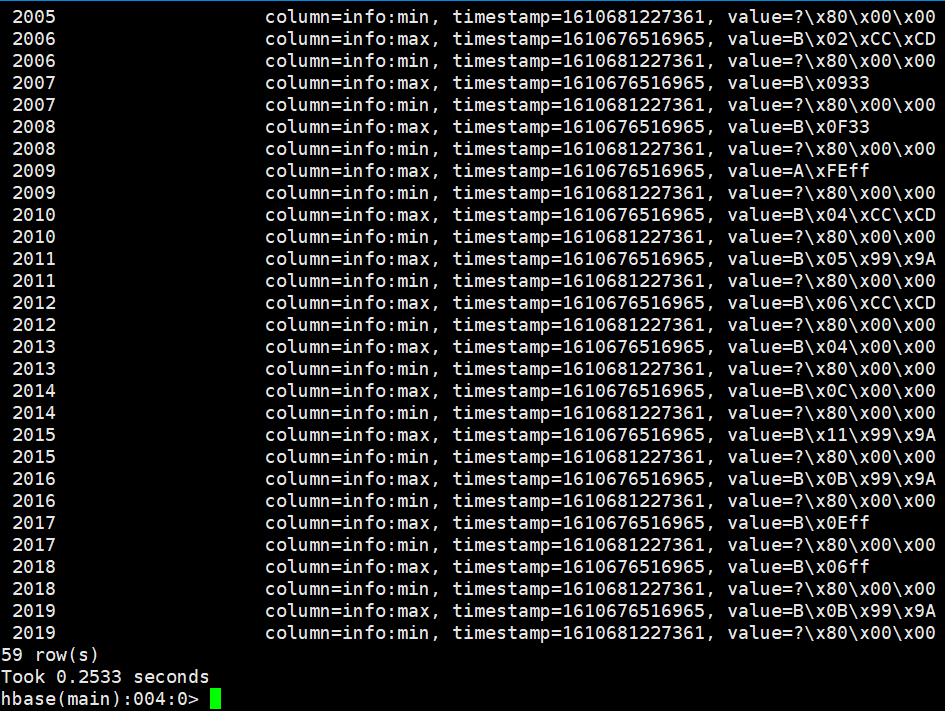 2005 column=info:min, timestamp=1610681227361, value=?\x80\x00\x00
2006 column=info:max, timestamp=1610676516965, value=B\x02\xCC\xCD
2006 column=info:min, timestamp=1610681227361, value=?\x80\x00\x00
2007 column=info:max, timestamp=1610676516965, value=B\x0933
2007 column=info:min, timestamp=1610681227361, value=?\x80\x00\x00
2008 column=info:max, timestamp=1610676516965, value=B\x0F33
2008 column=info:min, timestamp=1610681227361, value=?\x80\x00\x00
2009 column=info:max, timestamp=1610676516965, value=A\xFEff
2009 column=info:min, timestamp=1610681227361, value=?\x80\x00\x00
2010 column=info:max, timestamp=1610676516965, value=B\x04\xCC\xCD
2010 column=info:min, timestamp=1610681227361, value=?\x80\x00\x00
2011 column=info:max, timestamp=1610676516965, value=B\x05\x99\x9A
2011 column=info:min, timestamp=1610681227361, value=?\x80\x00\x00
2012 column=info:max, timestamp=1610676516965, value=B\x06\xCC\xCD
2012 column=info:min, timestamp=1610681227361, value=?\x80\x00\x00
2013 column=info:max, timestamp=1610676516965, value=B\x04\x00\x00
2013 column=info:min, timestamp=1610681227361, value=?\x80\x00\x00
2014 column=info:max, timestamp=1610676516965, value=B\x0C\x00\x00
2014 column=info:min, timestamp=1610681227361, value=?\x80\x00\x00
2015 column=info:max, timestamp=1610676516965, value=B\x11\x99\x9A
2015 column=info:min, timestamp=1610681227361, value=?\x80\x00\x00
2016 column=info:max, timestamp=1610676516965, value=B\x0B\x99\x9A
2016 column=info:min, timestamp=1610681227361, value=?\x80\x00\x00
2017 column=info:max, timestamp=1610676516965, value=B\x0Eff
2017 column=info:min, timestamp=1610681227361, value=?\x80\x00\x00
2018 column=info:max, timestamp=1610676516965, value=B\x06ff
2018 column=info:min, timestamp=1610681227361, value=?\x80\x00\x00
2019 column=info:max, timestamp=1610676516965, value=B\x0B\x99\x9A
2019 column=info:min, timestamp=1610681227361, value=?\x80\x00\x00
59 row(s)
Took 0.2533 seconds
hbase(main):004:0>